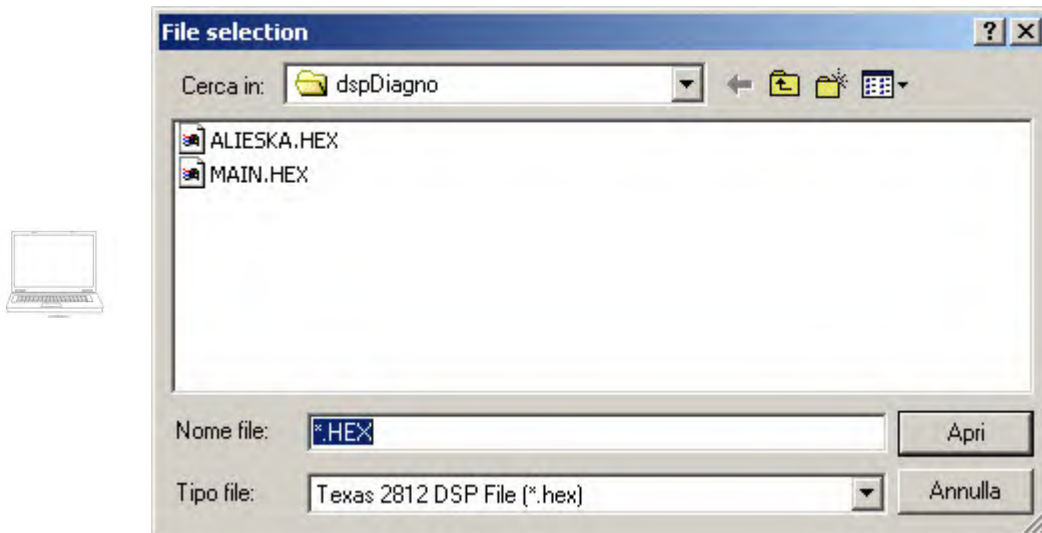 File selection
Cerca in: dspDiagno
ALIESKA.HEX
MAIN.HEX
Nome file: *.HEX Apri
Tipo file: Texas 2812 DSP File (*.hex) Annulla